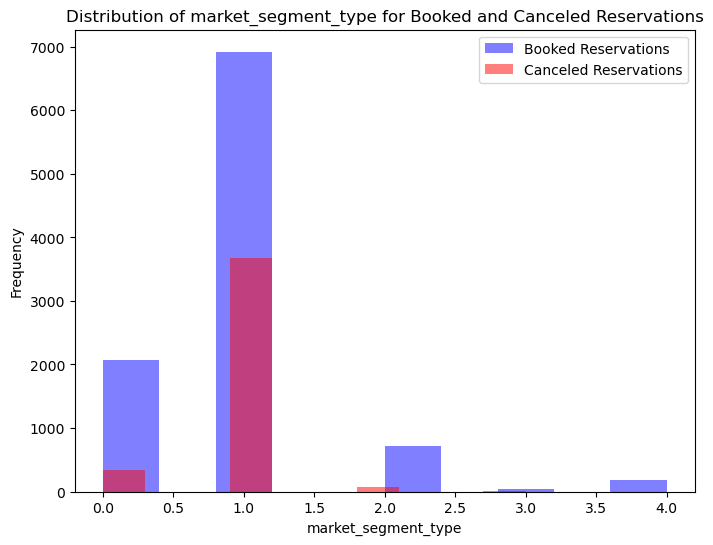 Distribution of market_segment_type for Booked and Canceled Reservations
Booked Reservations
Canceled Reservations
7000
6000
5000
4000
3000
2000
1000
0
Frequency
0.0 0.5 1.0 1.5 2.0 2.5 3.0 3.5 4.0
market_segment_type